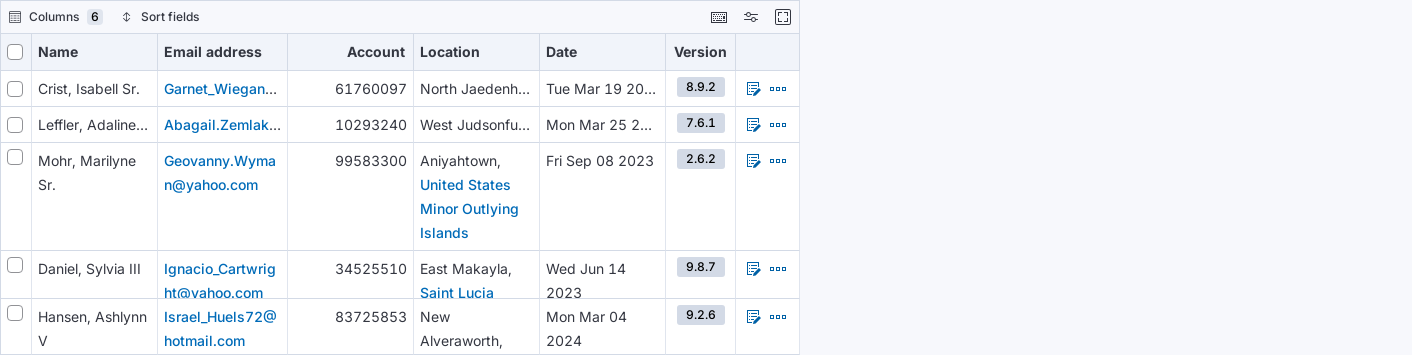 Columns 6 Sort fields
Name Email address Account Location Date Version
Crist, Isabell Sr. Garnet_Wiegan... 61760097 North Jaedenh... Tue Mar 19 20... 8.9.2
Leffler, Adaline... Abagail.Zemlak... 10293240 West Judsonfu... Mon Mar 25 2... 7.6.1
Mohr, Marilyne Geovanny.Wyma 99583300 Aniyahtown, Fri Sep 08 2023 2.6.2
Sr. n@yahoo.com United States
Minor Outlying
Islands
Daniel, Sylvia III Ignacio_Cartwrig 34525510 East Makayla, Wed Jun 14 9.8.7
ht@yahoo.com Saint Lucia 2023
Hansen, Ashlynn Israel_Huels72@ 83725853 New Mon Mar 04 9.2.6
V hotmail.com Alveraworth, 2024